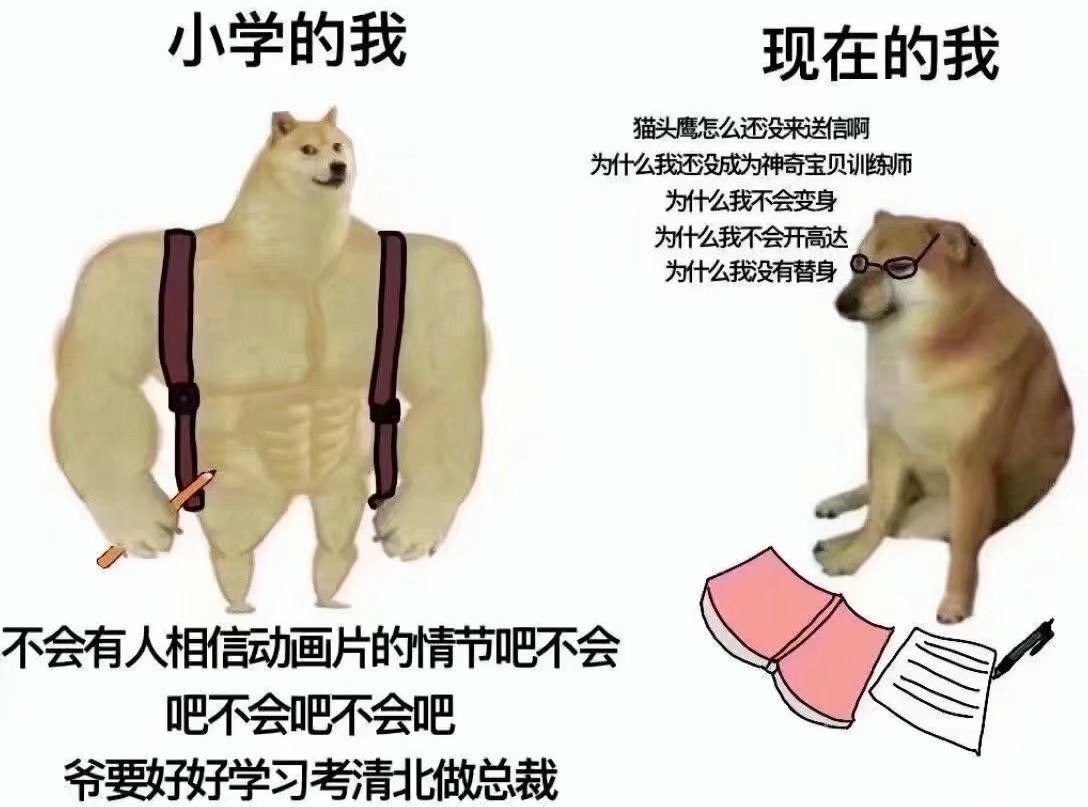 小学的我
不会有人相信动画片的情节吧不会
吧不会吧不会吧
爷要好好学习考清北做总裁
现在的我
猫头鹰怎么还没来送信啊
为什么我还没成为神奇宝贝训练师
为什么我不会变身
为什么我不会开高达
为什么我没有替身